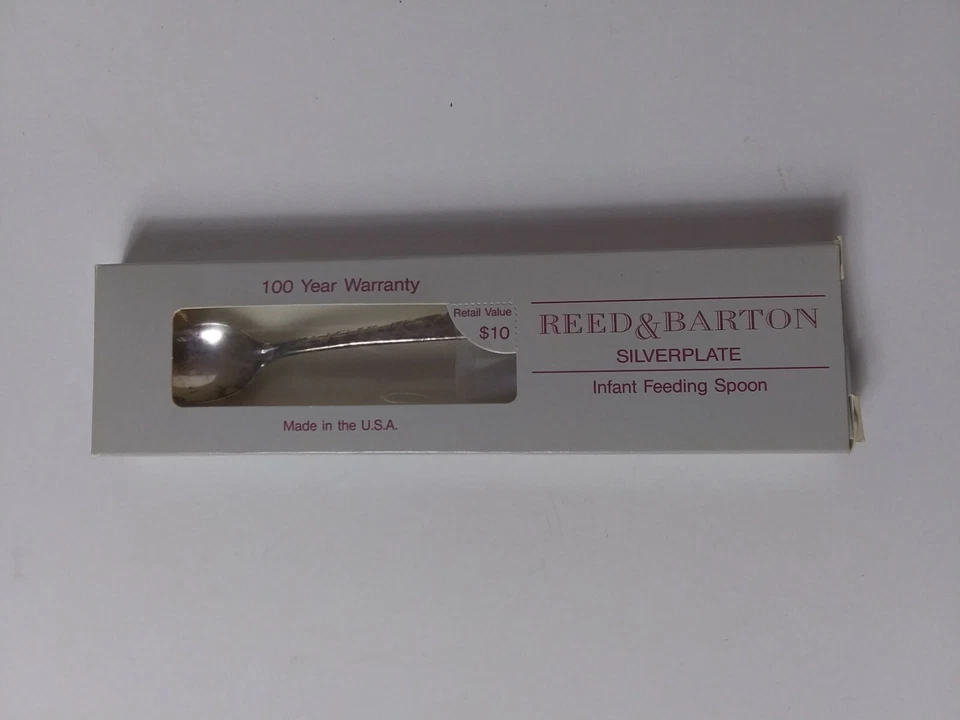 100 Year Warranty
Retail Value
$10
Made in the U.S.A.
REED&BARTON
SILVERPLATE
Infant Feeding Spoon